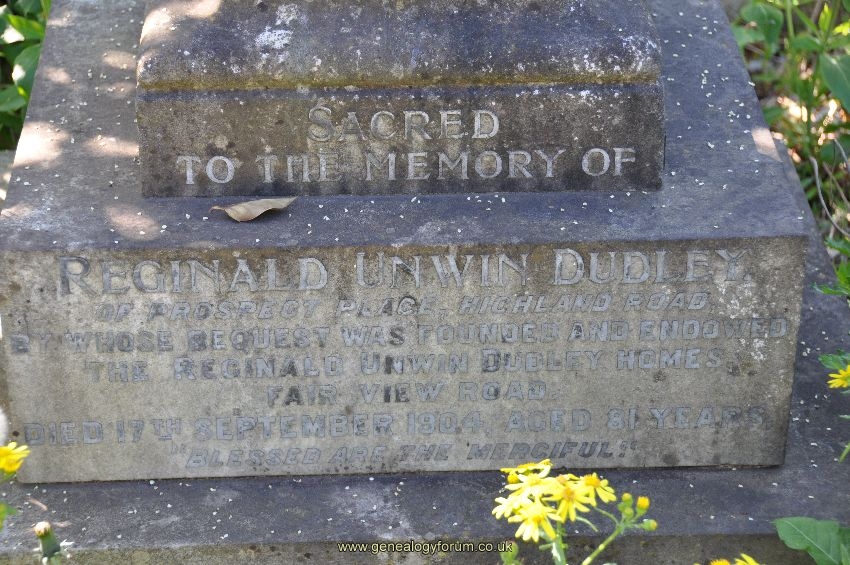 SACRED
TO THE MEMORY OF
REGINALD UNWIN DUDLEY,
OF PROSPECT PLACE, HIGHLAND ROAD
BY WHOSE BEQUEST WAS FOUNDED AND ENDOWED
THE REGINALD UNWIN DUDLEY HOMES,
FAIR VIEW ROAD.
DIED 17TH SEPTEMBER 1904, AGED 81 YEARS.
"BLESSED ARE THE MERCIFUL"
www.genealogyforum.co.uk